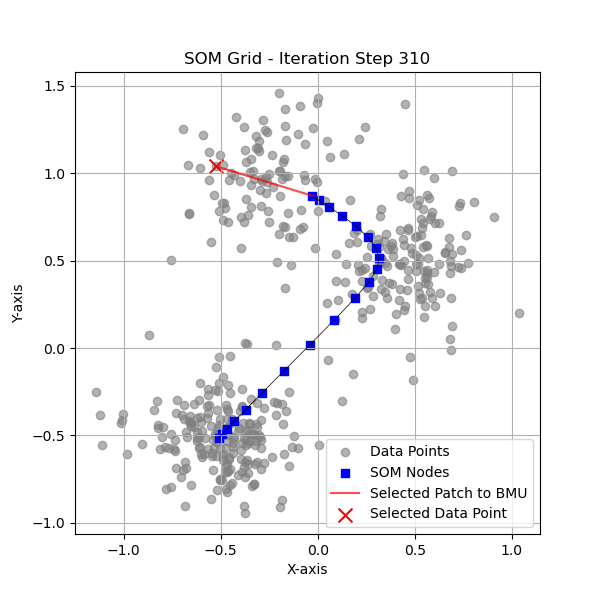 SOM Grid - Iteration Step 310
1.5
1.0
0.5
0.0
−0.5
−1.0
Y-axis
Data Points
SOM Nodes
Selected Patch to BMU
Selected Data Point
−1.0 −0.5 0.0 0.5 1.0
X-axis